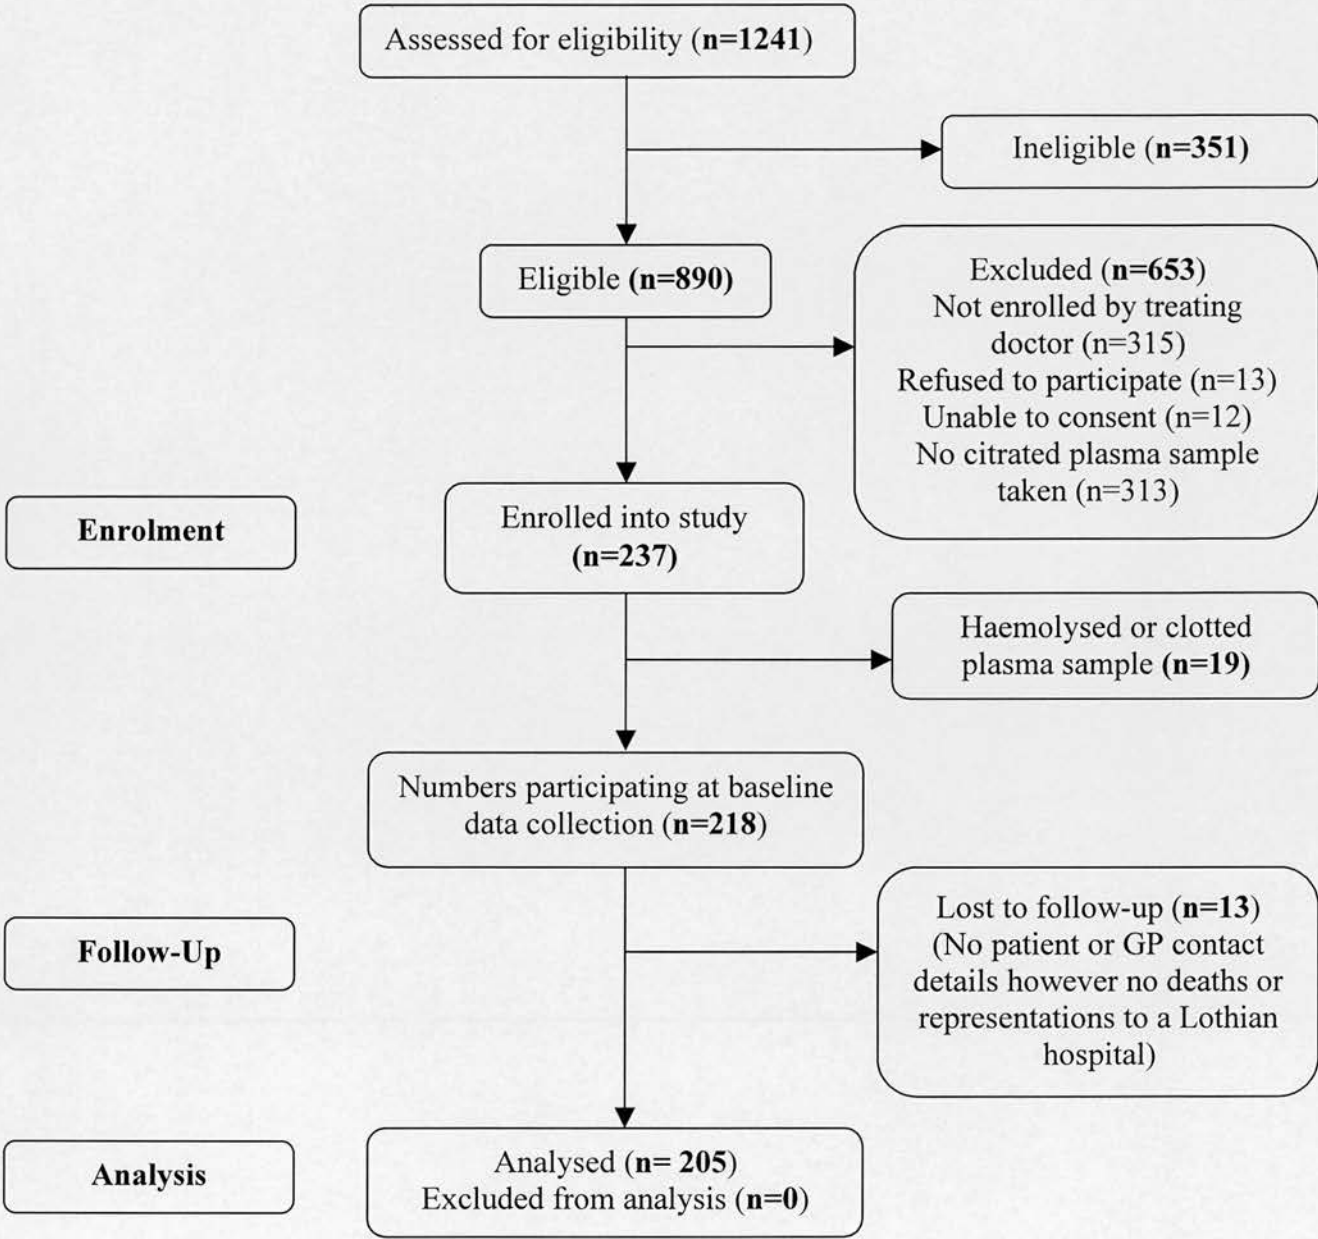 Assessed for eligibility (n=1241)
Ineligible (n=351)
Eligible (n=890)
Excluded (n=653)
Not enrolled by treating
doctor (n=315)
Refused to participate (n=13)
Unable to consent (n=12)
No citrated plasma sample
taken (n=313)
Enrolment
Enrolled into study
(n=237)
Haemolysed or clotted
plasma sample (n=19)
Numbers participating at baseline
data collection (n=218)
Follow-Up
Lost to follow-up (n=13)
(No patient or GP contact
details however no deaths or
representations to a Lothian
hospital)
Analysis
Analysed (n= 205)
Excluded from analysis (n=0)